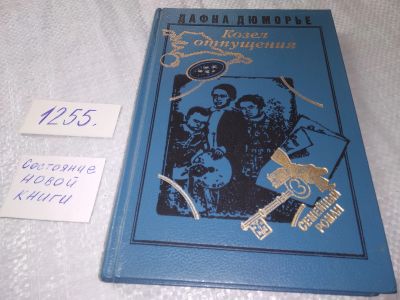 ДАФНА ДЮМОРЬЕ
Козел
отпущения
1255.
Состояние
новой
книги
СЕМЕЙНЫЙ
РОМАН